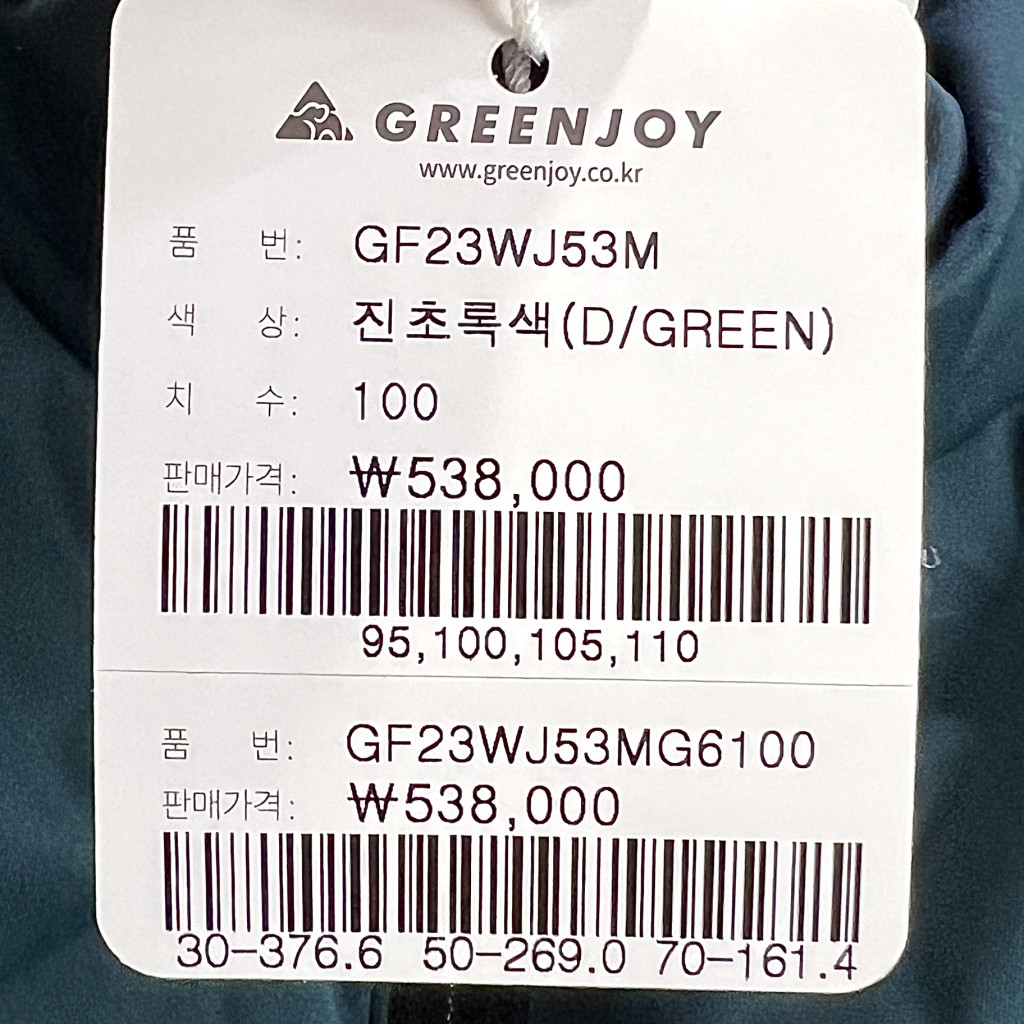 GREENJOY
www.greenjoy.co.kr
품 번: GF23WJ53M
색 상: 진초록색(D/GREEN)
치 수: 100
판매가격: ₩538,000
95,100,105,110
품 번: GF23WJ53MG6100
판매가격: ₩538,000
30-376.6 50-269.0 70-161.4